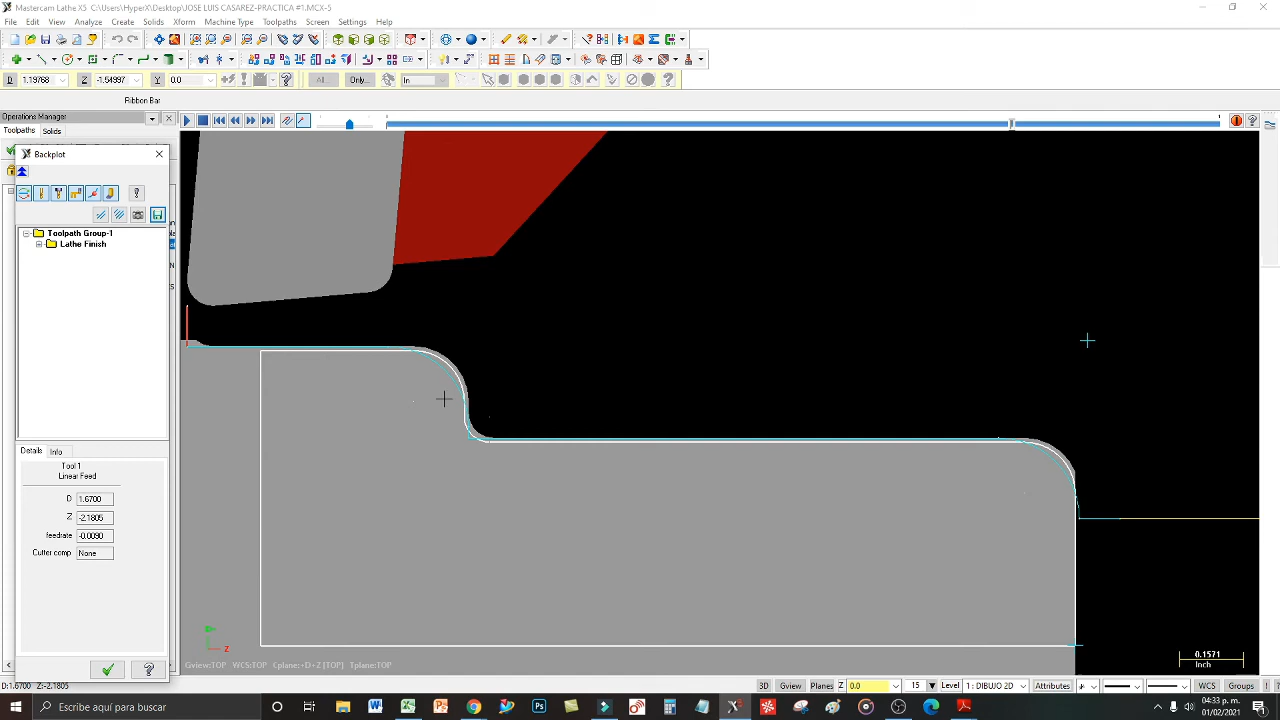 Mastercam Lathe X5 C:\Users\HyperX\Desktop\JOSE LUIS CASAREZ-PRACTICA #1.MCX-5
File Edit View Analyze Create Solids Xform Machine Type Toolpaths Screen Settings Help
D 1.19768 Z -1.54997 Y 0.0 All Only... In
Ribbon Bar
Operations Manager
Toolpaths Solids
Backplot
Toolpath Group-1
Lathe Finish
Details Info
Tool 1
Linear Feed
D 1.6700
Z -2.1805
feedrate -0.0090
Cutter comp None
Z
Gview:TOP WCS:TOP Cplane:+D+Z [TOP] Tplane:TOP
0.1571
Inch
D:1.6700 Z:-2.1805
3D Gview Planes Z 0.0 15 Level 1 : DIBUJO 2D Attributes WCS Groups
Escribe aquí para buscar
04:33 p. m.
01/02/2021